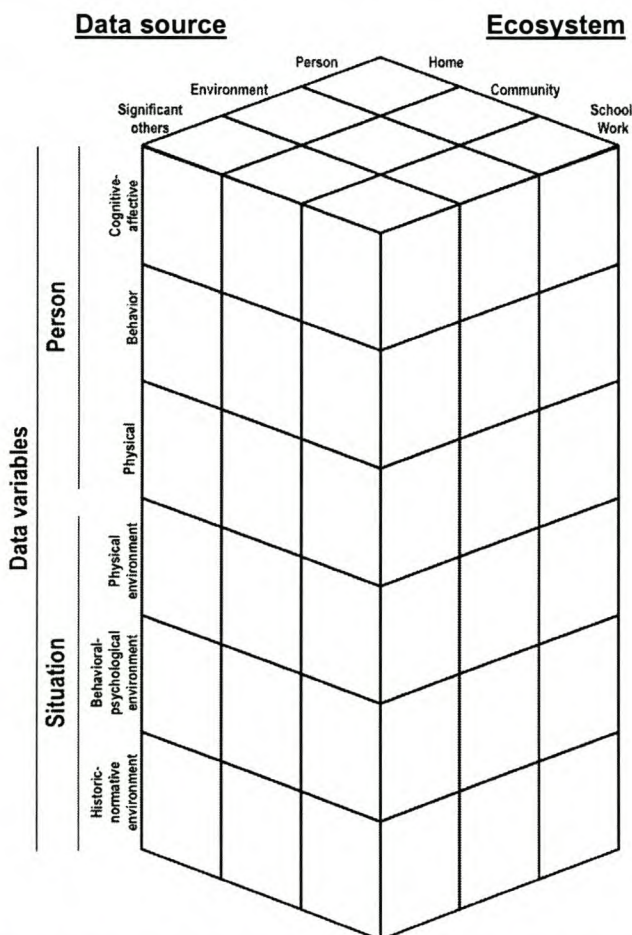 Data source
Ecosystem
Person
Home
Environment
Community
Significant
others
School
Work
Data variables
Person
Cognitive-
affective
Behavior
Physical
Situation
Physical
environment
Behavioral-
psychological
environment
Historic-
normative
environment